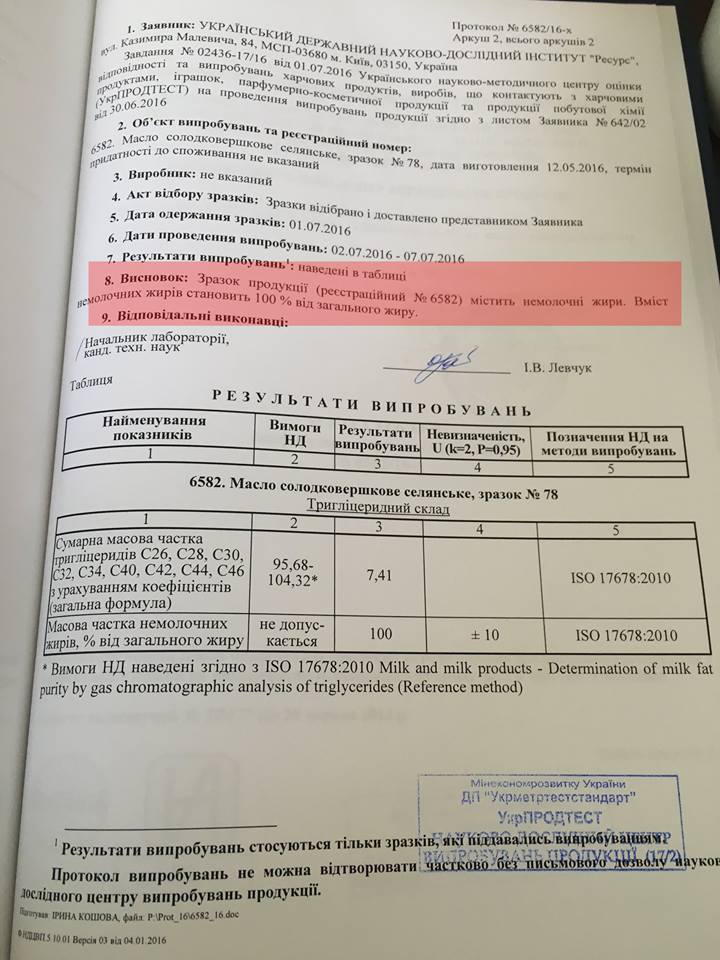 Протокол № 6582/16-х
Аркуш 2, всього аркушів 2
1. Заявник: УКРАЇНСЬКИЙ ДЕРЖАВНИЙ НАУКОВО-ДОСЛІДНИЙ ІНСТИТУТ "Ресурс",
вул. Казимира Малевича, 84, МСП-03680 м. Київ, 03150, Україна
Завдання № 02436-17/16 від 01.07.2016 Українського науково-методичного центру оцінки
відповідності та випробувань харчових продуктів, виробів, що контактують з харчовими
продуктами, іграшок, парфумерно-косметичної продукції та продукції побутової хімії
(УкрПРОДТЕСТ) на проведення випробувань продукції згідно з листом Заявника № 642/02
від 30.06.2016
2. Об'єкт випробувань та реєстраційний номер:
6582. Масло солодковершкове селянське, зразок № 78, дата виготовлення 12.05.2016, термін
придатності до споживання не вказаний
3. Виробник: не вказаний
4. Акт відбору зразків: Зразки відібрано і доставлено представником Заявника
5. Дата одержання зразків: 01.07.2016
6. Дати проведення випробувань: 02.07.2016 - 07.07.2016
7. Результати випробувань¹: наведені в таблиці
8. Висновок: Зразок продукції (реєстраційний № 6582) містить немолочні жири. Вміст
немолочних жирів становить 100 % від загального жиру.
9. Відповідальні виконавці:
Начальник лабораторії,
канд. техн. наук
І.В. Левчук
Таблиця
РЕЗУЛЬТАТИ ВИПРОБУВАНЬ
Найменування показників Вимоги НД Результати випробувань Невизначеність, U (k=2, P=0,95) Позначення НД на методи випробувань
1 2 3 4 5
6582. Масло солодковершкове селянське, зразок № 78
Тригліцеридний склад
1 2 3 4 5
Сумарна масова частка
тригліцеридів С26, С28, С30,
С32, С34, С40, С42, С44, С46
з урахуванням коефіцієнтів
(загальна формула)
95,68-
104,32*
7,41
ISO 17678:2010
Масова частка немолочних
жирів, % від загального жиру
не допус-
кається
100
± 10
ISO 17678:2010
* Вимоги НД наведені згідно з ISO 17678:2010 Milk and milk products - Determination of milk fat
purity by gas chromatographic analysis of triglycerides (Reference method)
Мінекономрозвитку України
ДП "Укрметртестстандарт"
УкрПРОДТЕСТ
НАУКОВО-ДОСЛІДНИЙ ЦЕНТР
ВИПРОБУВАНЬ ПРОДУКЦІЇ (17/2)
¹ Результати випробувань стосуються тільки зразків, які піддавались випробуванням.
Протокол випробувань не можна відтворювати частково без письмового дозволу науково
дослідного центру випробувань продукції.
Підготував ІРИНА КОШОВА, файл: P:\Prot_16\6582_16.doc
Ф НДЦВП 5 10.01 Версія 03 від 04.01.2016